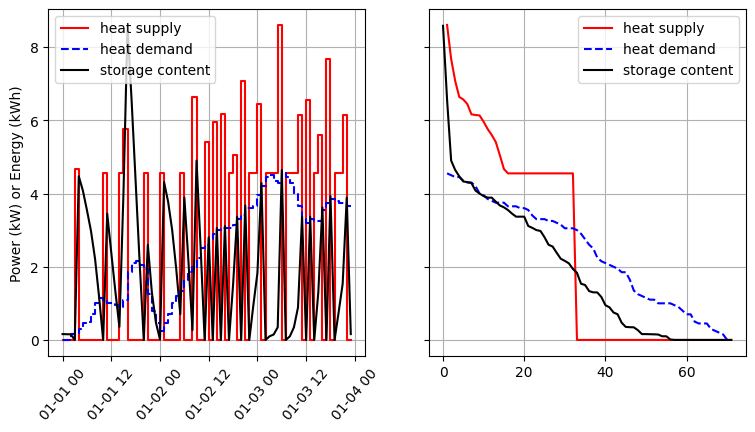 heat supply
heat demand
storage content
heat supply
heat demand
storage content
Power (kW) or Energy (kWh)
8
6
4
2
0
01-01 00
01-01 12
01-02 00
01-02 12
01-03 00
01-03 12
01-04 00
0
20
40
60